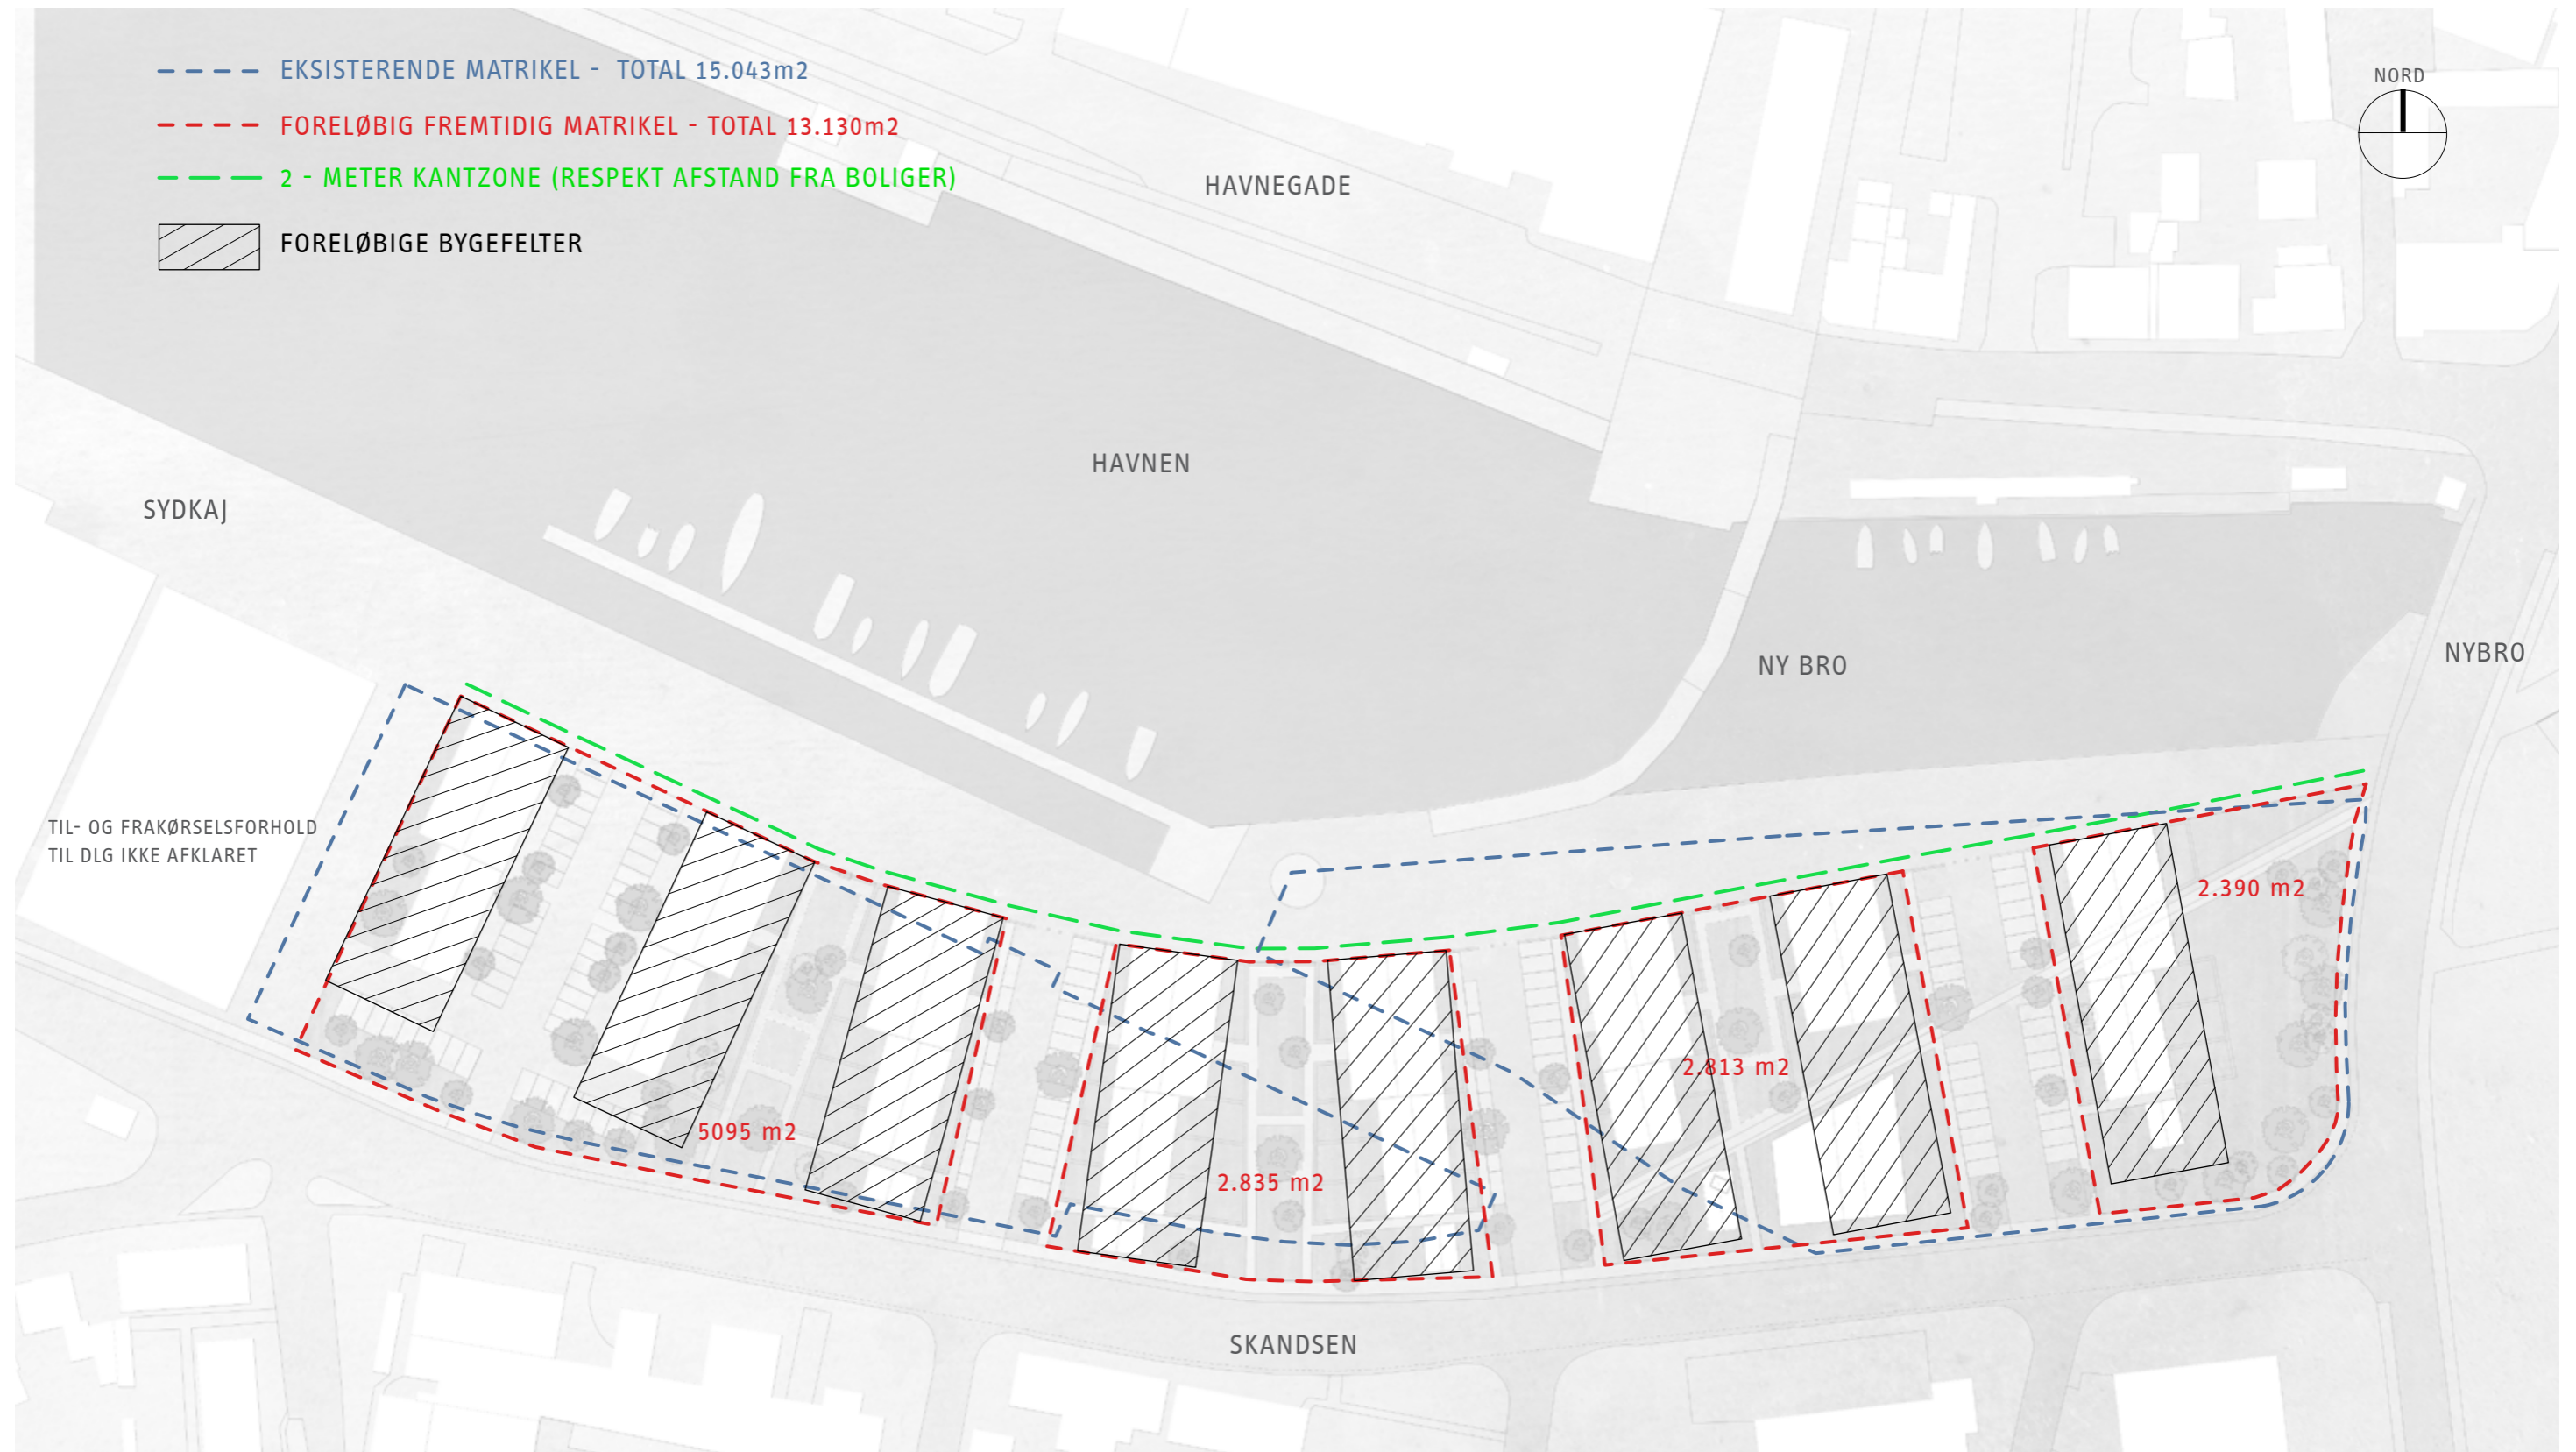 EKSISTERENDE MATRIKEL - TOTAL 15.043m2
FORELØBIG FREMTIDIG MATRIKEL - TOTAL 13.130m2
2 - METER KANTZONE (RESPEKT AFSTAND FRA BOLIGER)
FORELØBIGE BYGEFELTER
NORD
HAVNEGADE
HAVNEN
SYDKAJ
NY BRO
NYBRO
TIL- OG FRAKØRSELSFORHOLD
TIL DLG IKKE AFKLARET
2.390 m2
2.813 m2
5095 m2
2.835 m2
SKANDSEN